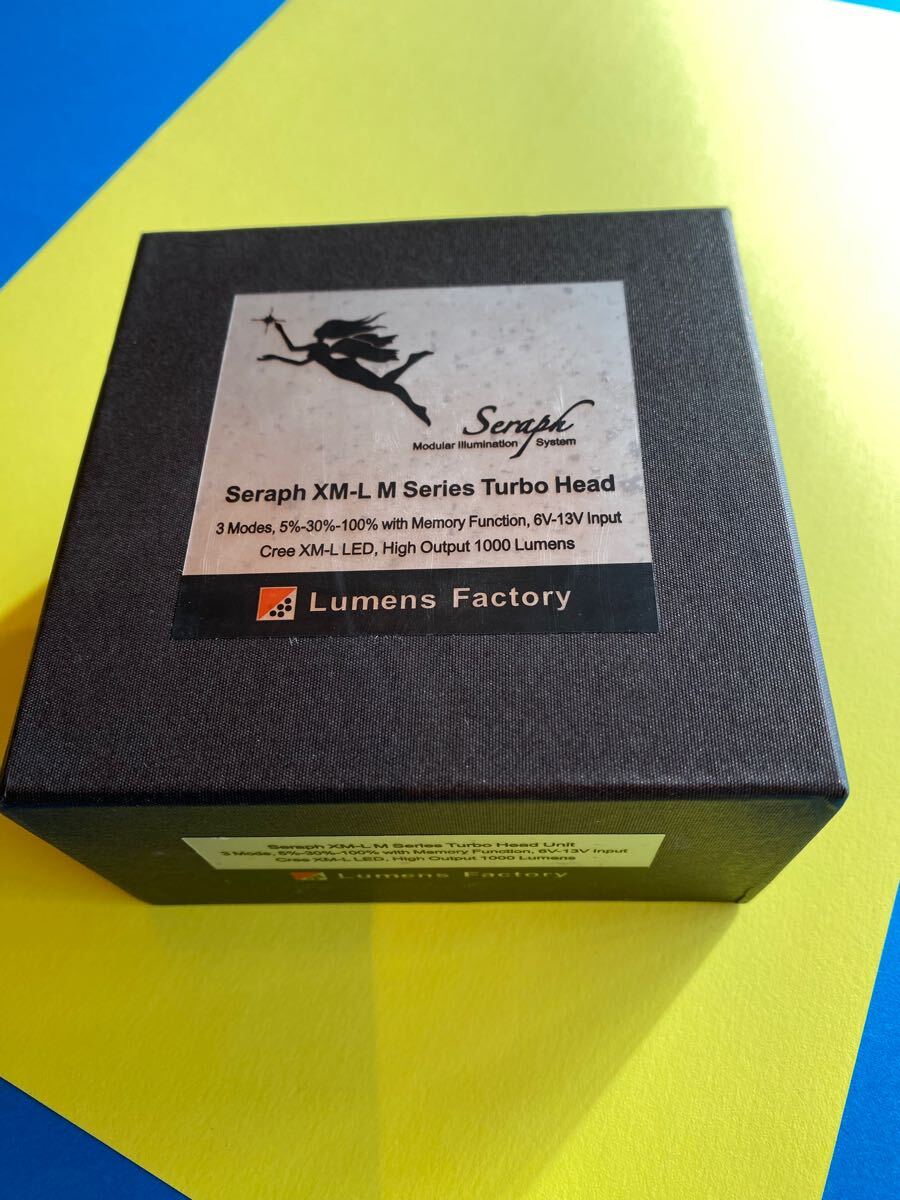 Seraph
Modular Illumination System
Seraph XM-L M Series Turbo Head
3 Modes, 5%-30%-100% with Memory Function, 6V-13V Input
Cree XM-L LED, High Output 1000 Lumens
Lumens Factory
Seraph XM-L M Series Turbo Head Unit
3 Mode, 5%-30%-100% with Memory Function, 6V-13V Input
Cree XM-L LED, High Output 1000 Lumens
Lumens Factory